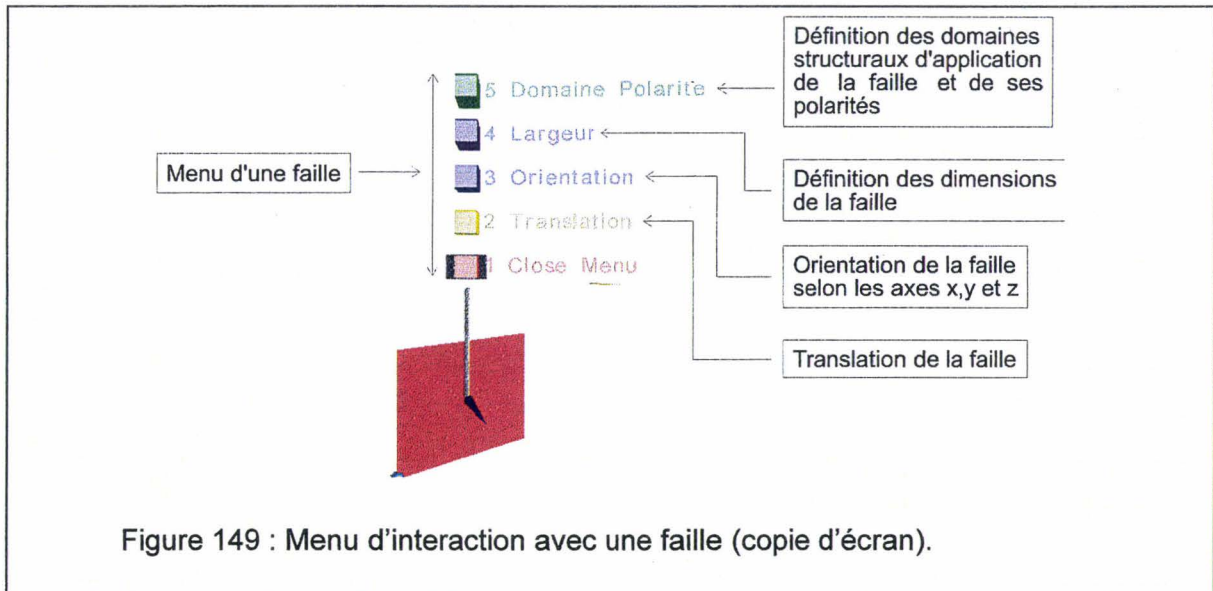 Définition des domaines
structuraux d'application
de la faille et de ses
polarités
5 Domaine Polarite
4 Largeur
Menu d'une faille
3 Orientation
Définition des dimensions
de la faille
2 Translation
1 Close Menu
Orientation de la faille
selon les axes x,y et z
Translation de la faille
Figure 149 : Menu d'interaction avec une faille (copie d'écran).